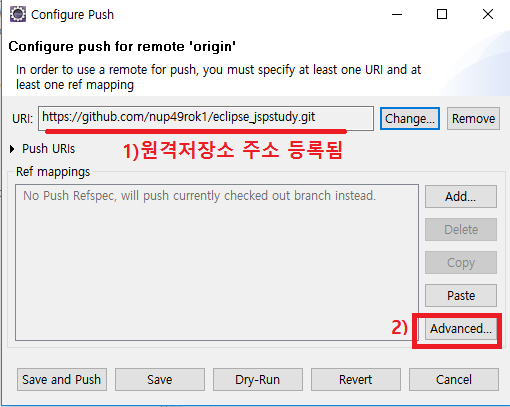 Configure Push
Configure push for remote 'origin'
In order to use a remote for push, you must specify at least one URI and at
least one ref mapping
URI: https://github.com/nup49rok1/eclipse_jspstudy.git Change... Remove
Push URIs
1)원격저장소 주소 등록됨
Ref mappings
No Push Refspec, will push currently checked out branch instead.
Add...
Delete
Copy
Paste
2) Advanced...
Save and Push Save Dry-Run Revert Cancel